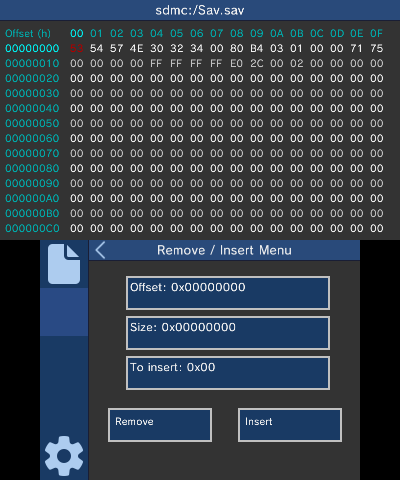 sdmc:/Sav.sav
Offset (h) 00 01 02 03 04 05 06 07 08 09 0A 0B 0C 0D 0E 0F
00000000 54 57 4E 30 32 34 00 80 B4 03 01 00 00 71 75
00000010 00 00 00 00 FF FF FF FF E0 2C 00 02 00 00 00 00
00000020 00 00 00 00 00 00 00 00 00 00 00 00 00 00 00 00
00000030 00 00 00 00 00 00 00 00 00 00 00 00 00 00 00 00
00000040 00 00 00 00 00 00 00 00 00 00 00 00 00 00 00 00
00000050 00 00 00 00 00 00 00 00 00 00 00 00 00 00 00 00
00000060 00 00 00 00 00 00 00 00 00 00 00 00 00 00 00 00
00000070 00 00 00 00 00 00 00 00 00 00 00 00 00 00 00 00
00000080 00 00 00 00 00 00 00 00 00 00 00 00 00 00 00 00
00000090 00 00 00 00 00 00 00 00 00 00 00 00 00 00 00 00
000000A0 00 00 00 00 00 00 00 00 00 00 00 00 00 00 00 00
000000B0 00 00 00 00 00 00 00 00 00 00 00 00 00 00 00 00
000000C0 00 00 00 00 00 00 00 00 00 00 00 00 00 00 00 00
Remove / Insert Menu
Offset: 0x00000000
Size: 0x00000000
To insert: 0x00
Remove Insert